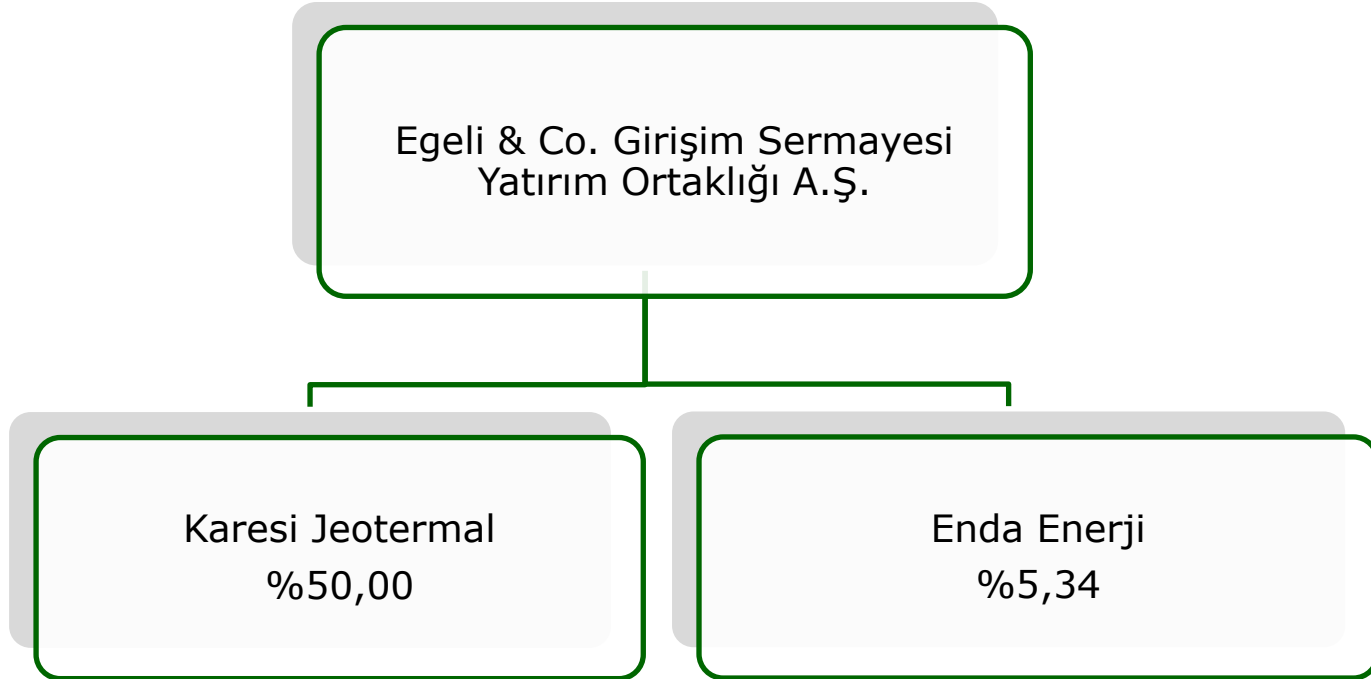 Egeli & Co. Girişim Sermayesi
Yatırım Ortaklığı A.Ş.
Karesi Jeotermal
%50,00
Enda Enerji
%5,34